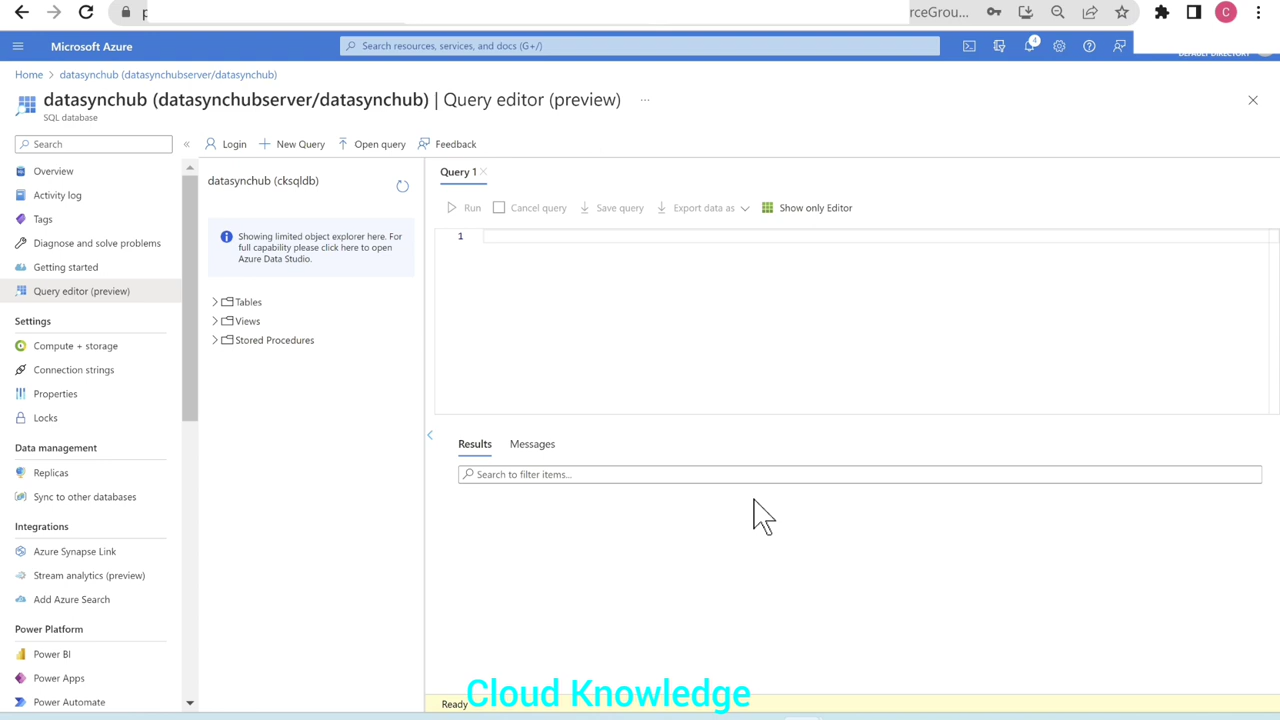 rceGrou...
C
Microsoft Azure
Search resources, services, and docs (G+/)
4
Home > datasynchub (datasynchubserver/datasynchub)
datasynchub (datasynchubserver/datasynchub) | Query editor (preview) ...
SQL database
Search
«
Login
New Query
Open query
Feedback
Overview
Activity log
Tags
Diagnose and solve problems
Getting started
Query editor (preview)
Settings
Compute + storage
Connection strings
Properties
Locks
Data management
Replicas
Sync to other databases
Integrations
Azure Synapse Link
Stream analytics (preview)
Add Azure Search
Power Platform
Power BI
Power Apps
Power Automate
datasynchub (cksqldb)
Showing limited object explorer here. For
full capability please click here to open
Azure Data Studio.
Tables
Views
Stored Procedures
Query 1
Run
Cancel query
Save query
Export data as
Show only Editor
1
Results
Messages
Search to filter items...
Ready
Cloud Knowledge